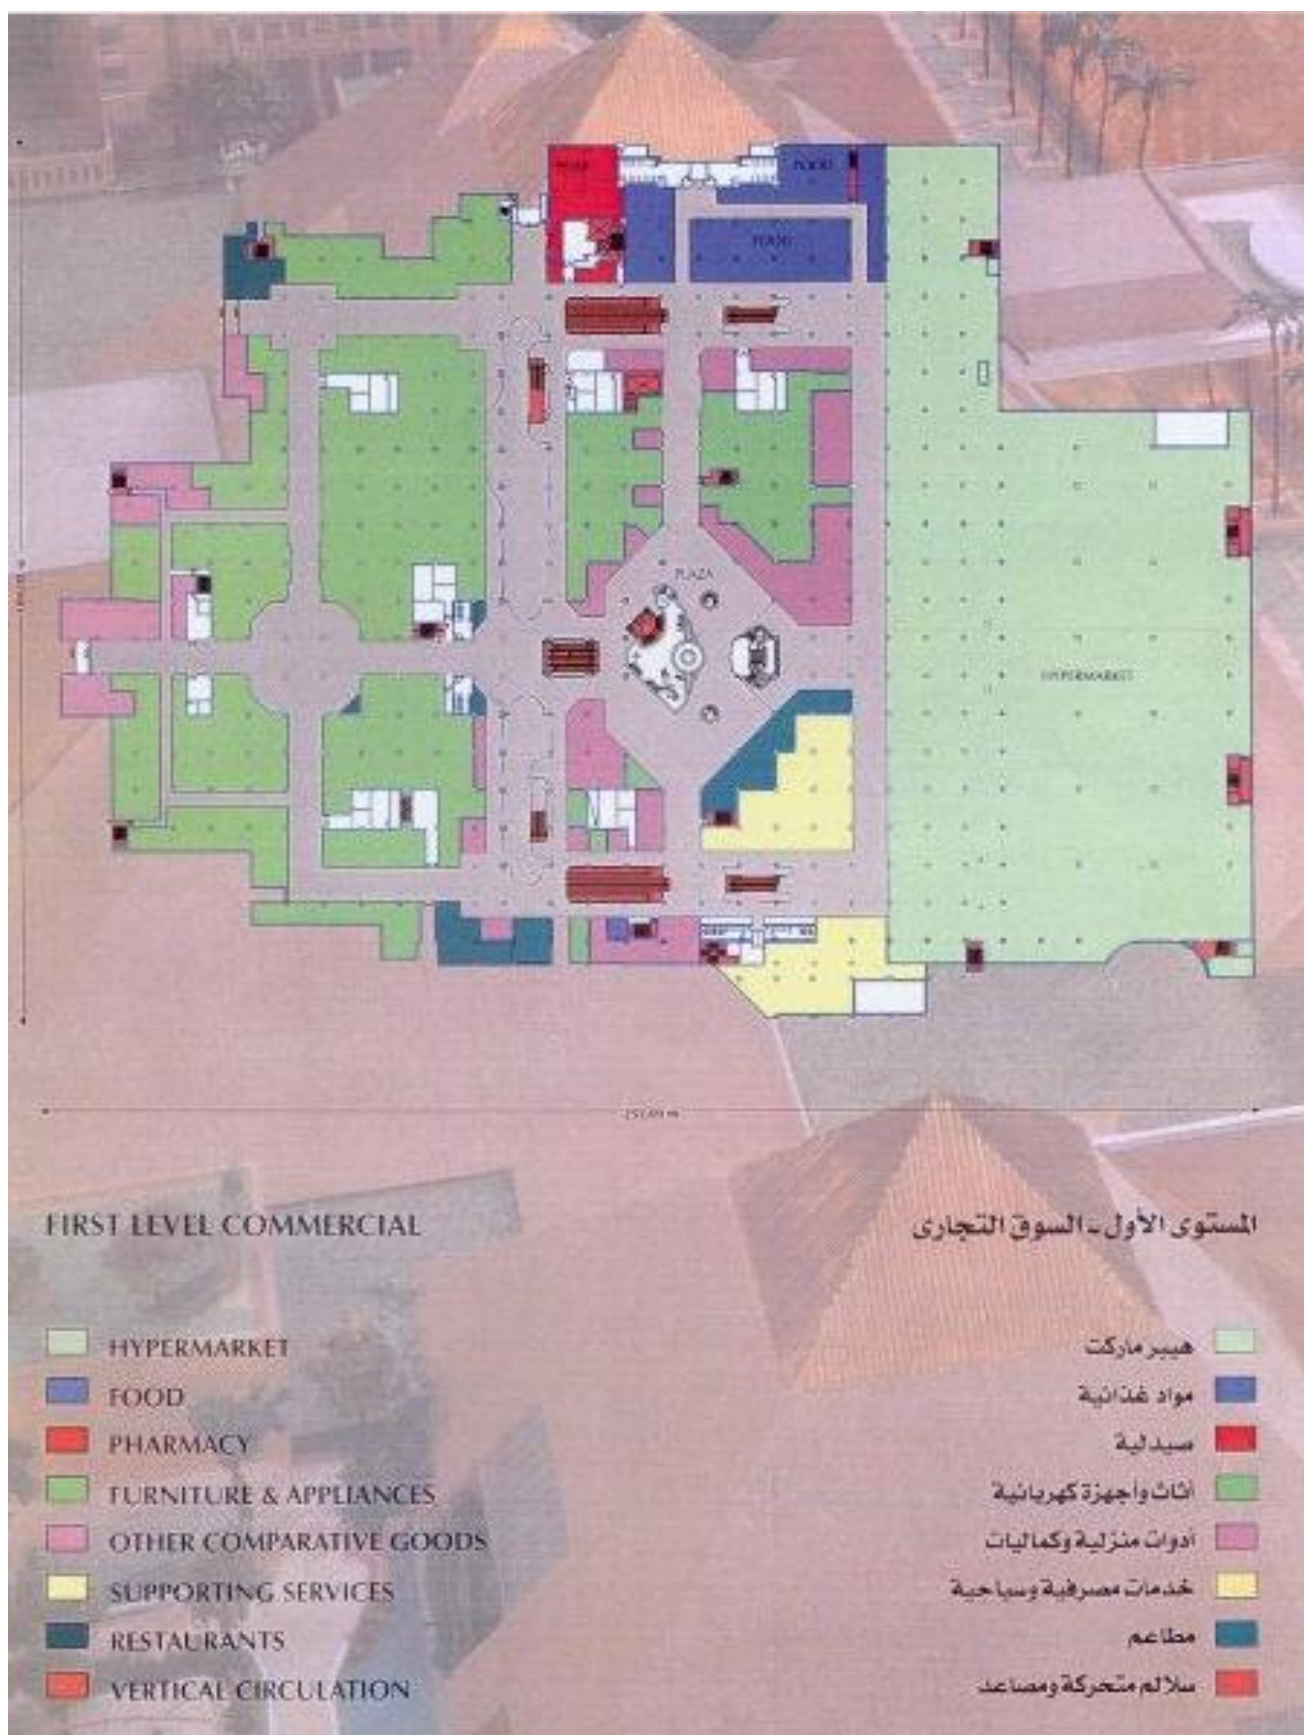 FOOD
FOOD
PLAZA
HYPERMARKET
FIRST LEVEL COMMERCIAL
المستوى الأول - السوق التجارى
HYPERMARKET
هيبر ماركت
FOOD
مواد غذائية
PHARMACY
صيدلية
FURNITURE & APPLIANCES
أثاث وأجهزة كهربائية
OTHER COMPARATIVE GOODS
أدوات منزلية وكماليات
SUPPORTING SERVICES
خدمات مصرفية وسياحية
RESTAURANTS
مطاعم
VERTICAL CIRCULATION
سلالم متحركة ومصاعد